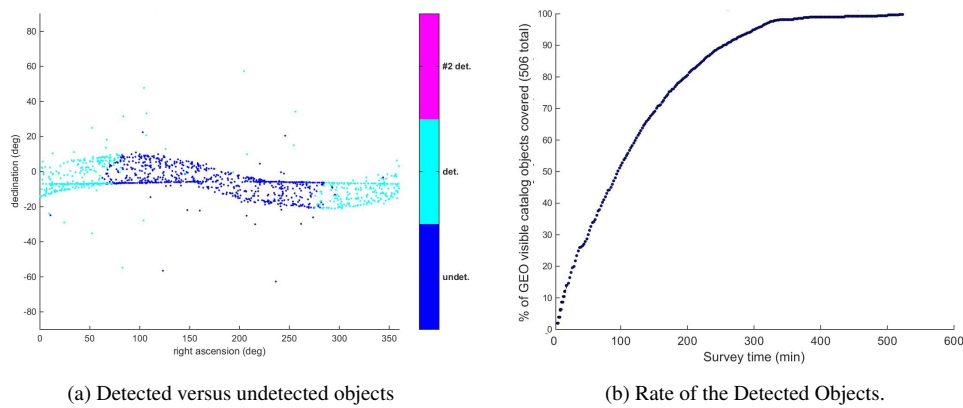 80
60
40
20
0
-20
-40
-60
-80
declination (deg)
0 50 100 150 200 250 300 350
right ascension (deg)
#2 det.
det.
undet.
(a) Detected versus undetected objects
100
90
80
70
60
50
40
30
20
10
0
% of GEO visible catalog objects covered (506 total)
0 100 200 300 400 500 600
Survey time (min)
(b) Rate of the Detected Objects.